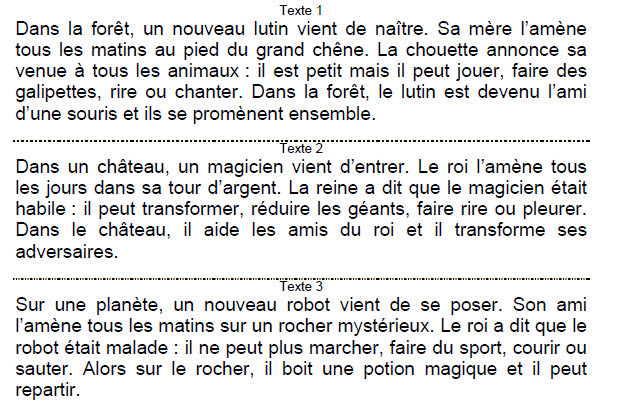 Texte 1
Dans la forêt, un nouveau lutin vient de naître. Sa mère l’amène
tous les matins au pied du grand chêne. La chouette annonce sa
venue à tous les animaux : il est petit mais il peut jouer, faire des
galipettes, rire ou chanter. Dans la forêt, le lutin est devenu l’ami
d’une souris et ils se promènent ensemble.
Texte 2
Dans un château, un magicien vient d’entrer. Le roi l’amène tous
les jours dans sa tour d’argent. La reine a dit que le magicien était
habile : il peut transformer, réduire les géants, faire rire ou pleurer.
Dans le château, il aide les amis du roi et il transforme ses
adversaires.
Texte 3
Sur une planète, un nouveau robot vient de se poser. Son ami
l’amène tous les matins sur un rocher mystérieux. Le roi a dit que le
robot était malade : il ne peut plus marcher, faire du sport, courir ou
sauter. Alors sur le rocher, il boit une potion magique et il peut
repartir.